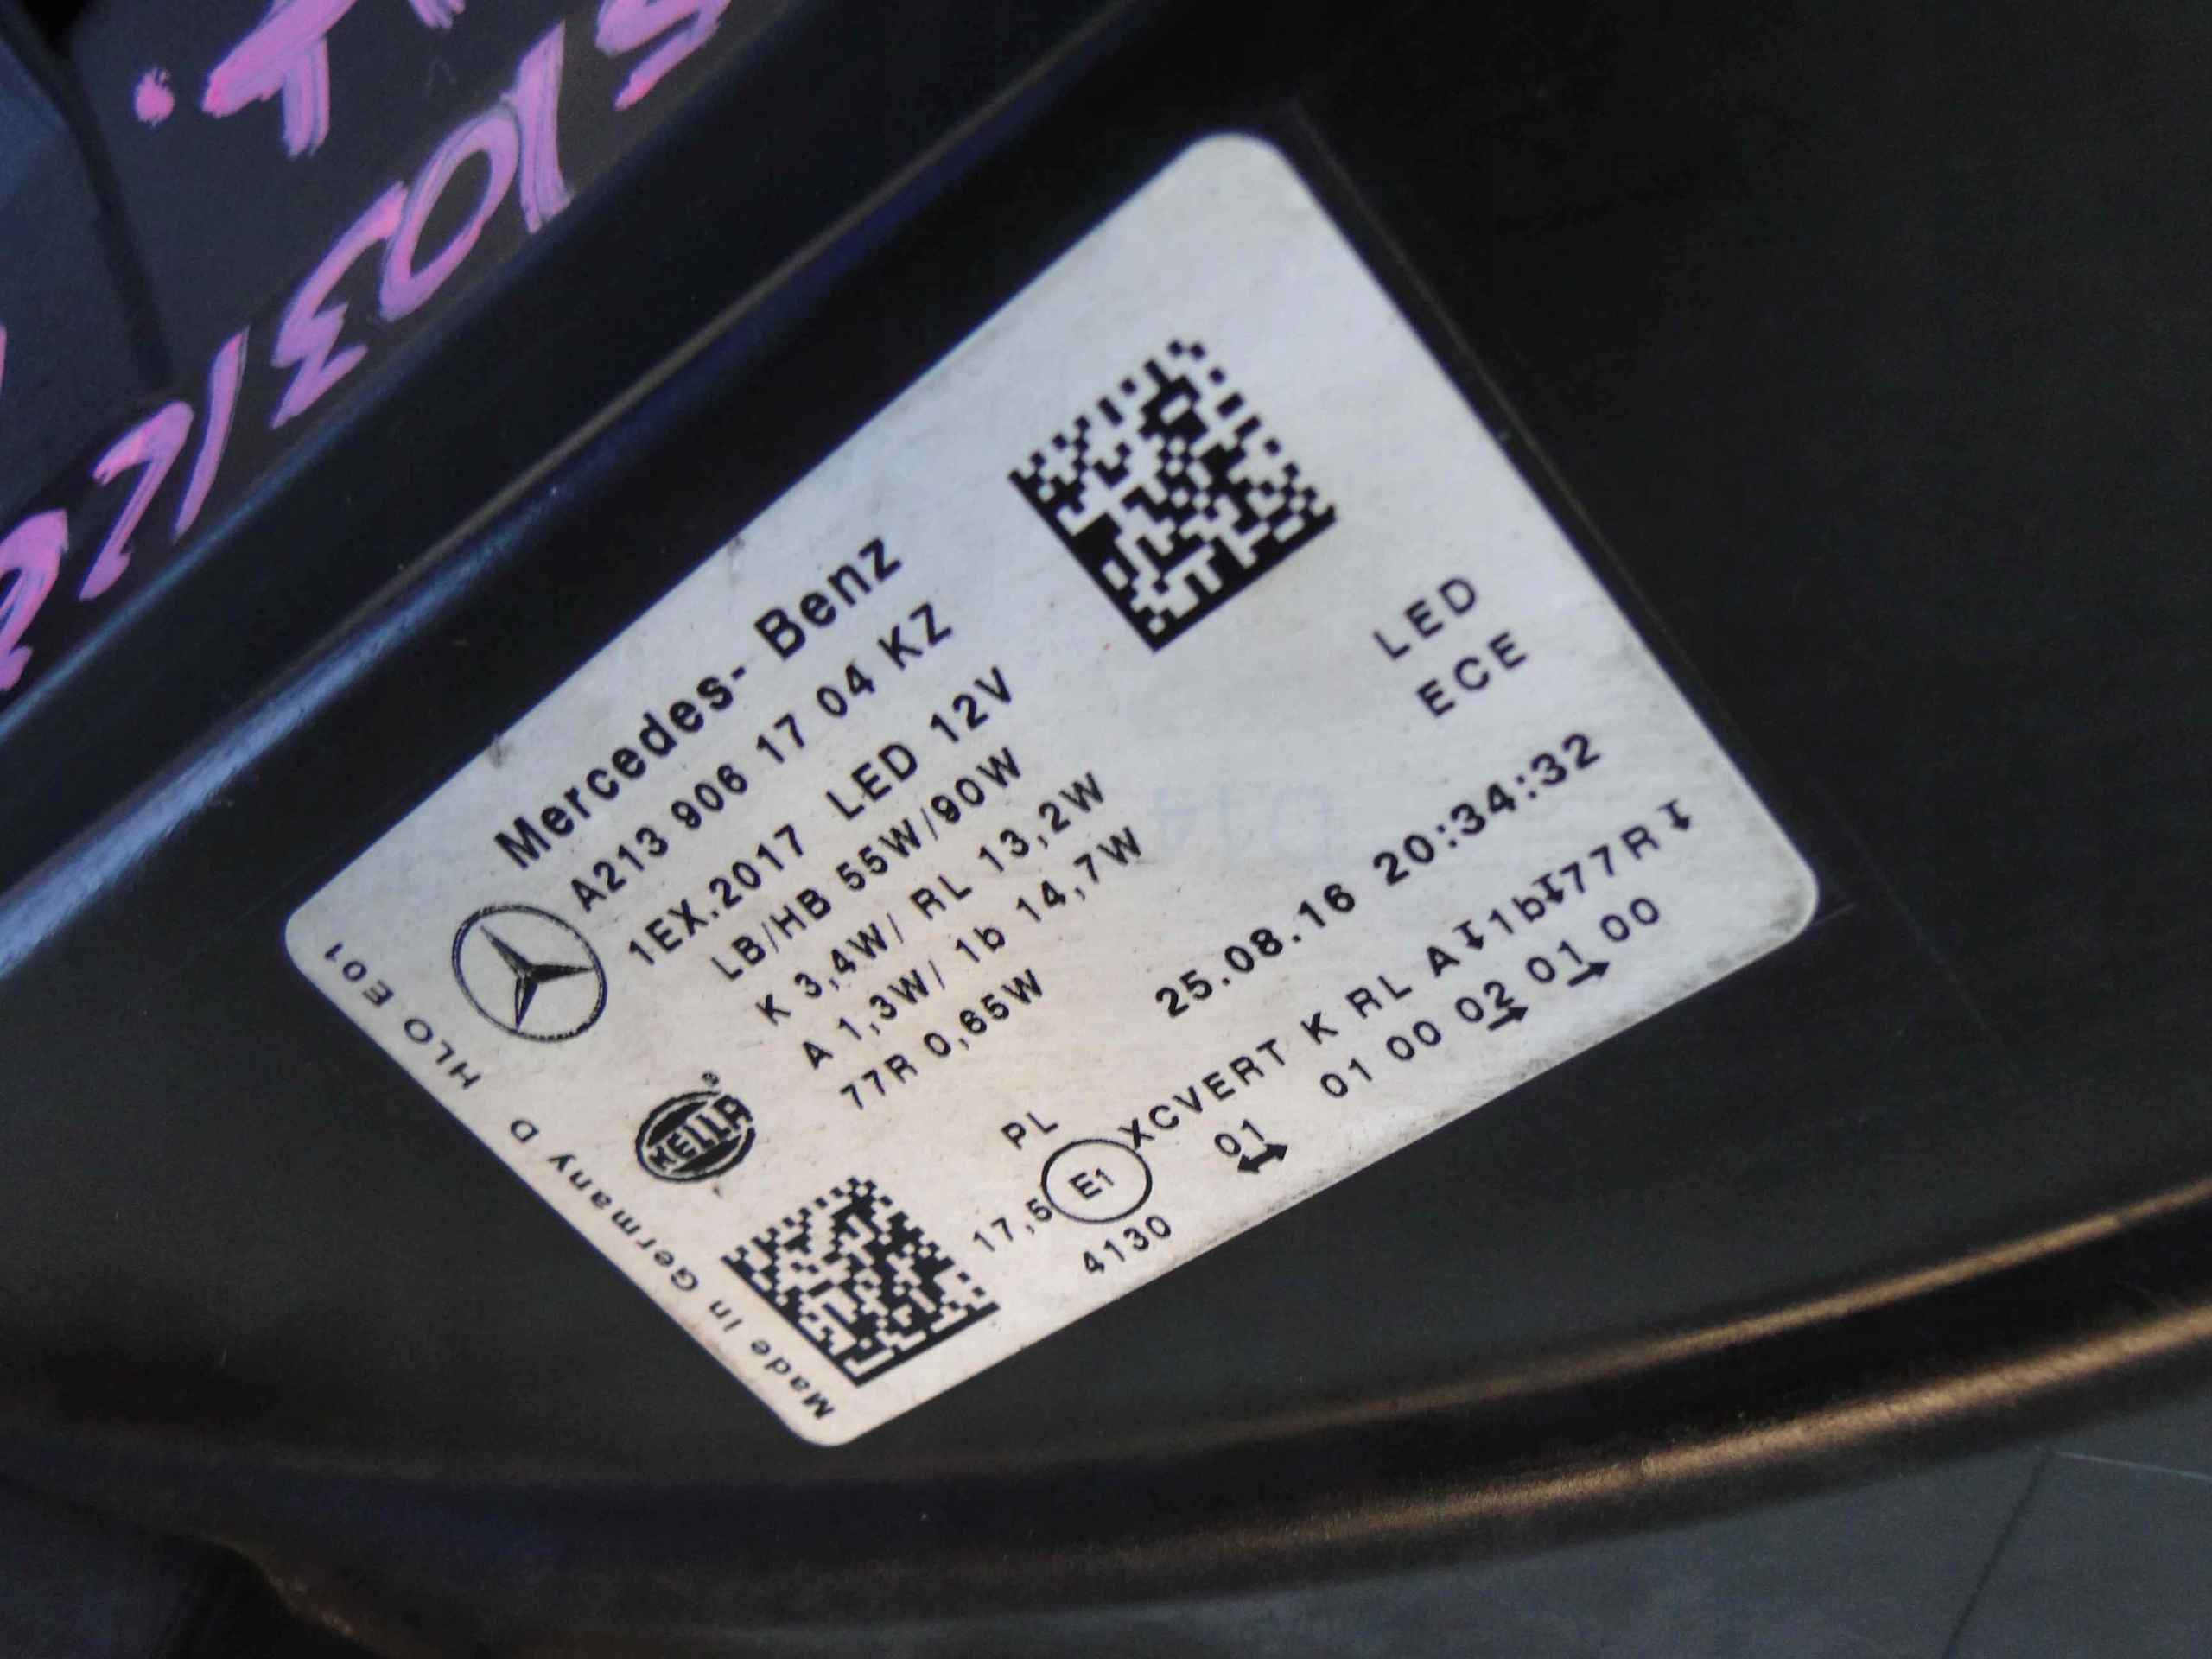 Mercedes- Benz
A213 906 17 04 KZ
1EX.2017 LED 12V
LB/HB 55W/90W
K 3,4W/ RL 13,2W
A 1,3W/ 1b 14,7W
77R 0,65W
LED
ECE
25.08.16 20:34:32
PL
17,5 E1 XCVERT K RL A↧1b↧77R↧
4130 01 01 00 02 01 00
↔ → →
HELLA®
Made in Germany D HLO E01